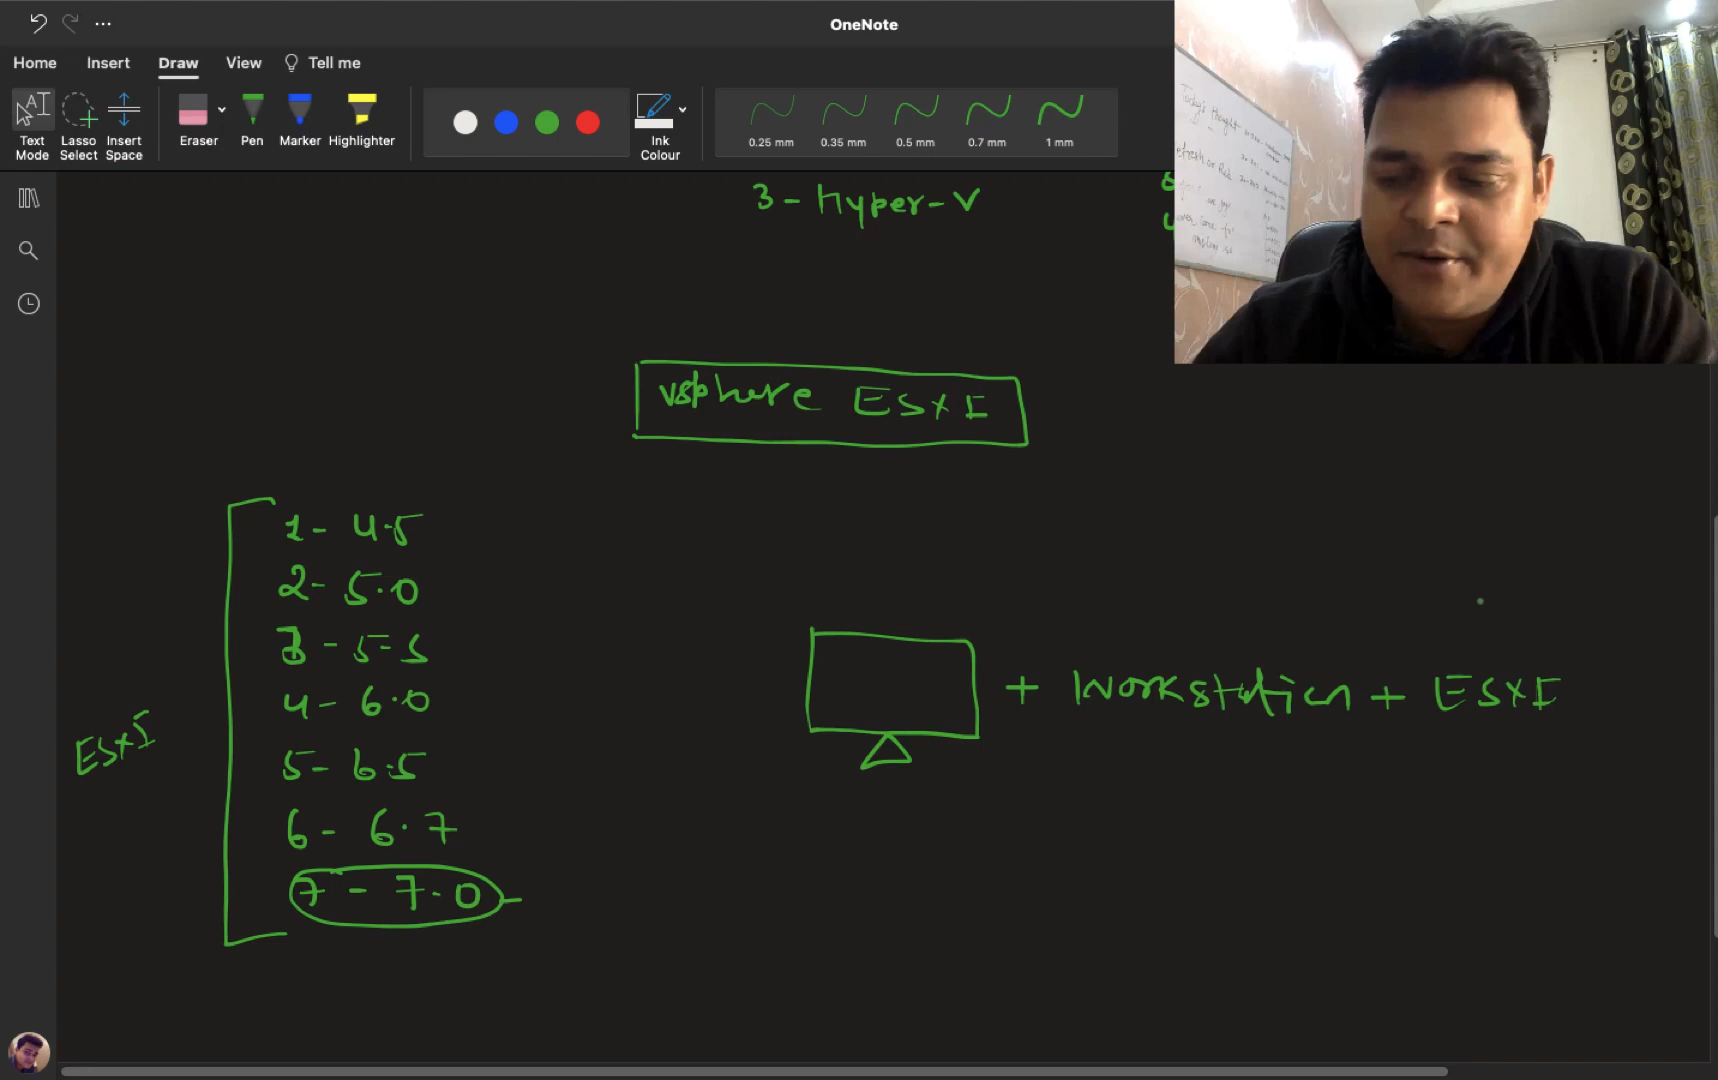 OneNote
Home Insert Draw View Tell me
Text Mode
Lasso Select
Insert Space
Eraser
Pen
Marker
Highlighter
Ink Colour
0.25 mm
0.35 mm
0.5 mm
0.7 mm
1 mm
3 - Hyper-V
Today's thought
vsphere ESXI
1 - 4.5
2 - 5.0
3 - 5-5
4 - 6.0
5 - 6.5
6 - 6.7
7 - 7.0
ESXI
+ Workstation + ESXI